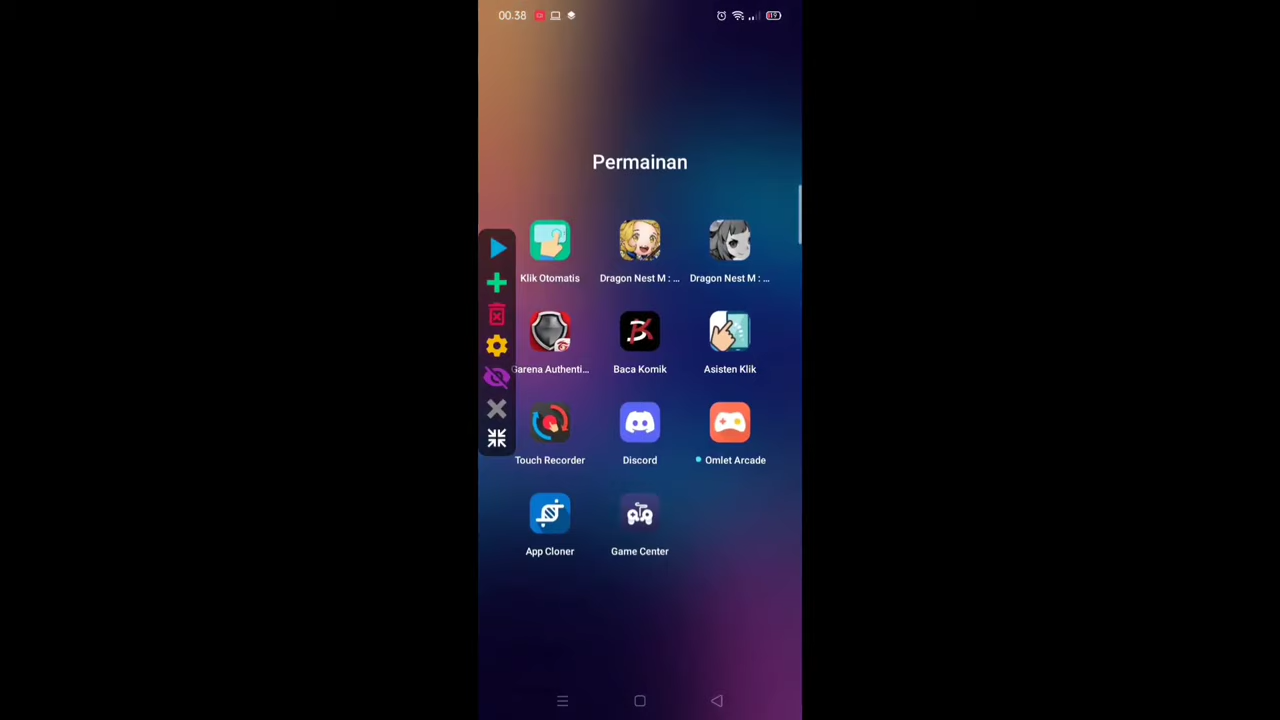 00.38
19
Permainan
Klik Otomatis
Dragon Nest M : ...
Dragon Nest M : ...
Garena Authenti...
Baca Komik
Asisten Klik
Touch Recorder
Discord
Omlet Arcade
App Cloner
Game Center